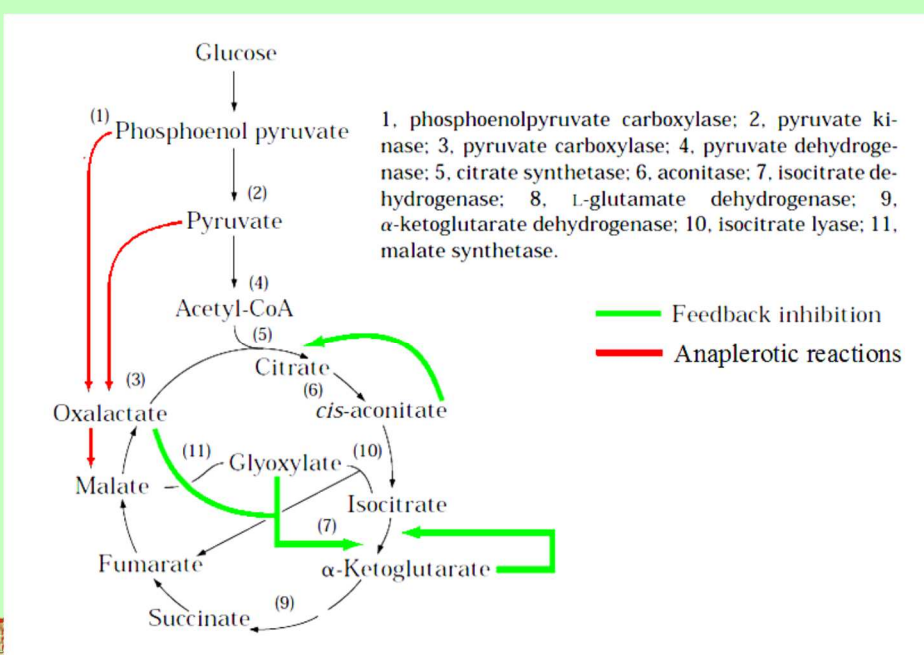 Glucose
(1)
Phosphoenol pyruvate
(2)
Pyruvate
(4)
Acetyl-CoA
(5)
Citrate
(6)
(3)
cis-aconitate
Oxalactate
(11)
Glyoxylate
(10)
Malate
Isocitrate
(7)
Fumarate
α-Ketoglutarate
(9)
Succinate
1, phosphoenolpyruvate carboxylase; 2, pyruvate ki-
nase; 3, pyruvate carboxylase; 4, pyruvate dehydroge-
nase; 5, citrate synthetase; 6, aconitase; 7, isocitrate de-
hydrogenase; 8, L-glutamate dehydrogenase; 9,
α-ketoglutarate dehydrogenase; 10, isocitrate lyase; 11,
malate synthetase.
Feedback inhibition
Anaplerotic reactions